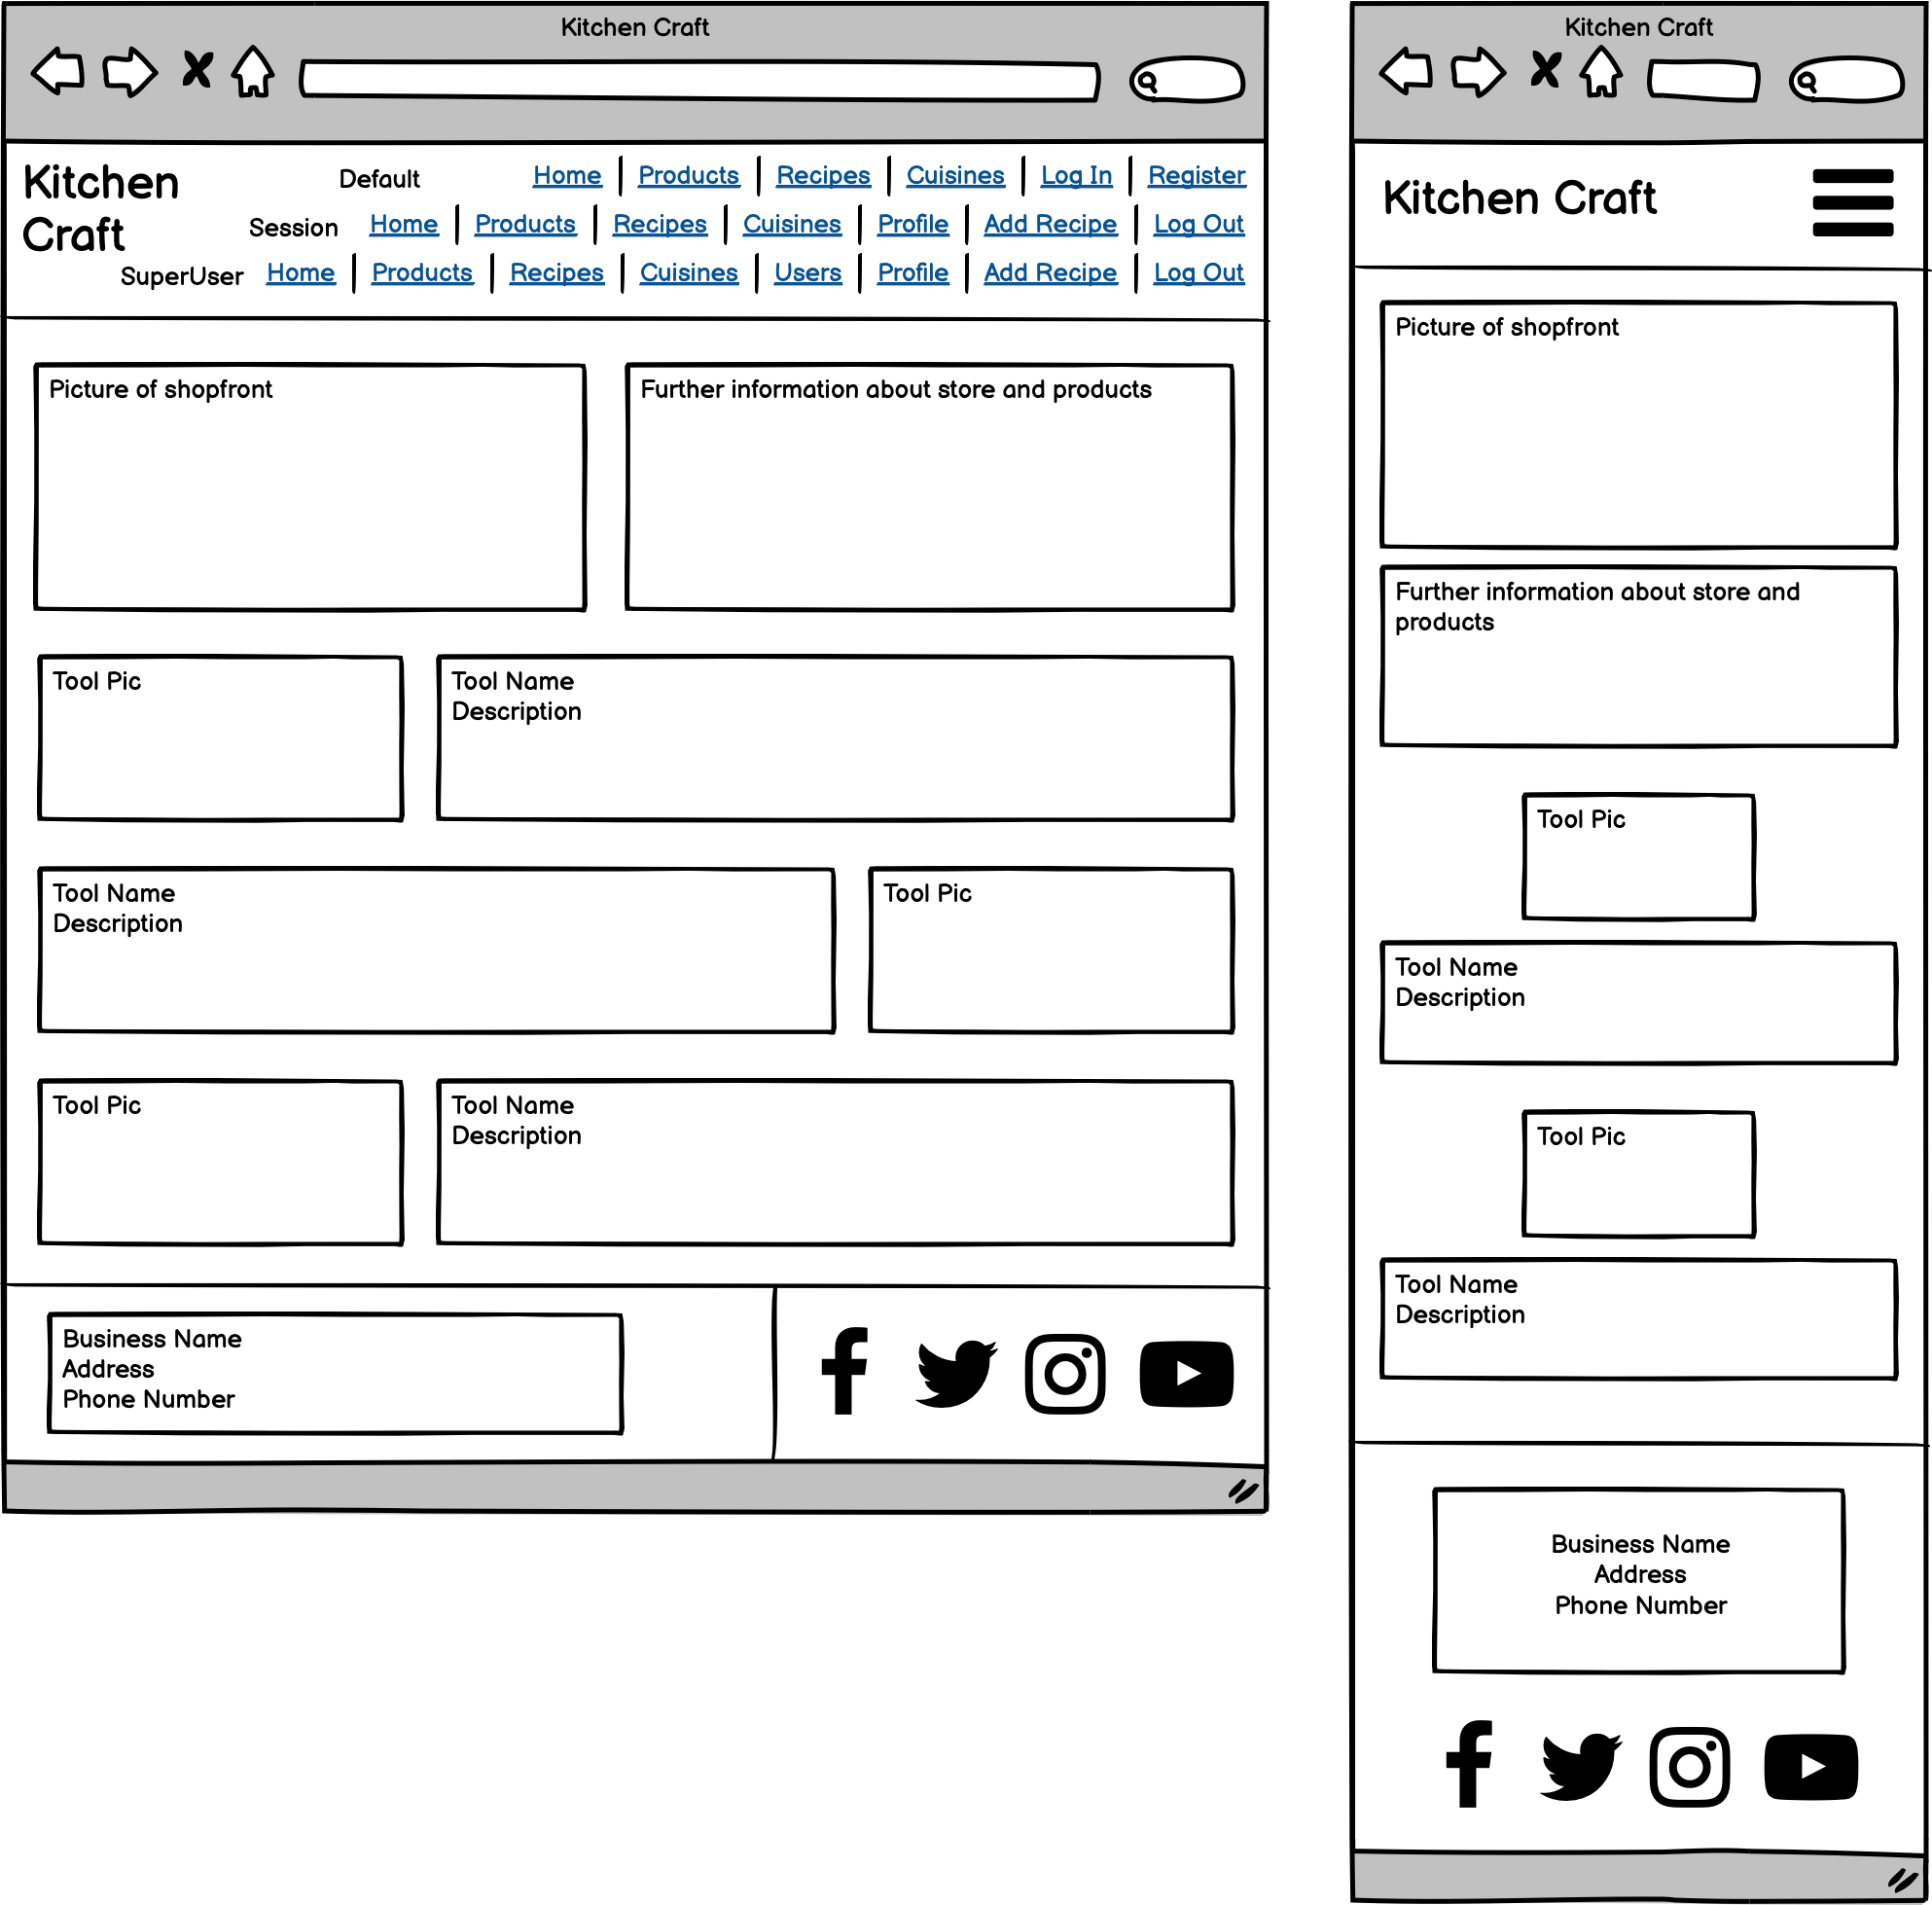 Kitchen Craft
Kitchen
Craft
Default Home Products Recipes Cuisines Log In Register
Session Home Products Recipes Cuisines Profile Add Recipe Log Out
SuperUser Home Products Recipes Cuisines Users Profile Add Recipe Log Out
Picture of shopfront
Further information about store and products
Tool Pic
Tool Name
Description
Tool Name
Description
Tool Pic
Tool Pic
Tool Name
Description
Business Name
Address
Phone Number
Kitchen Craft
Kitchen Craft
Picture of shopfront
Further information about store and
products
Tool Pic
Tool Name
Description
Tool Pic
Tool Name
Description
Business Name
Address
Phone Number